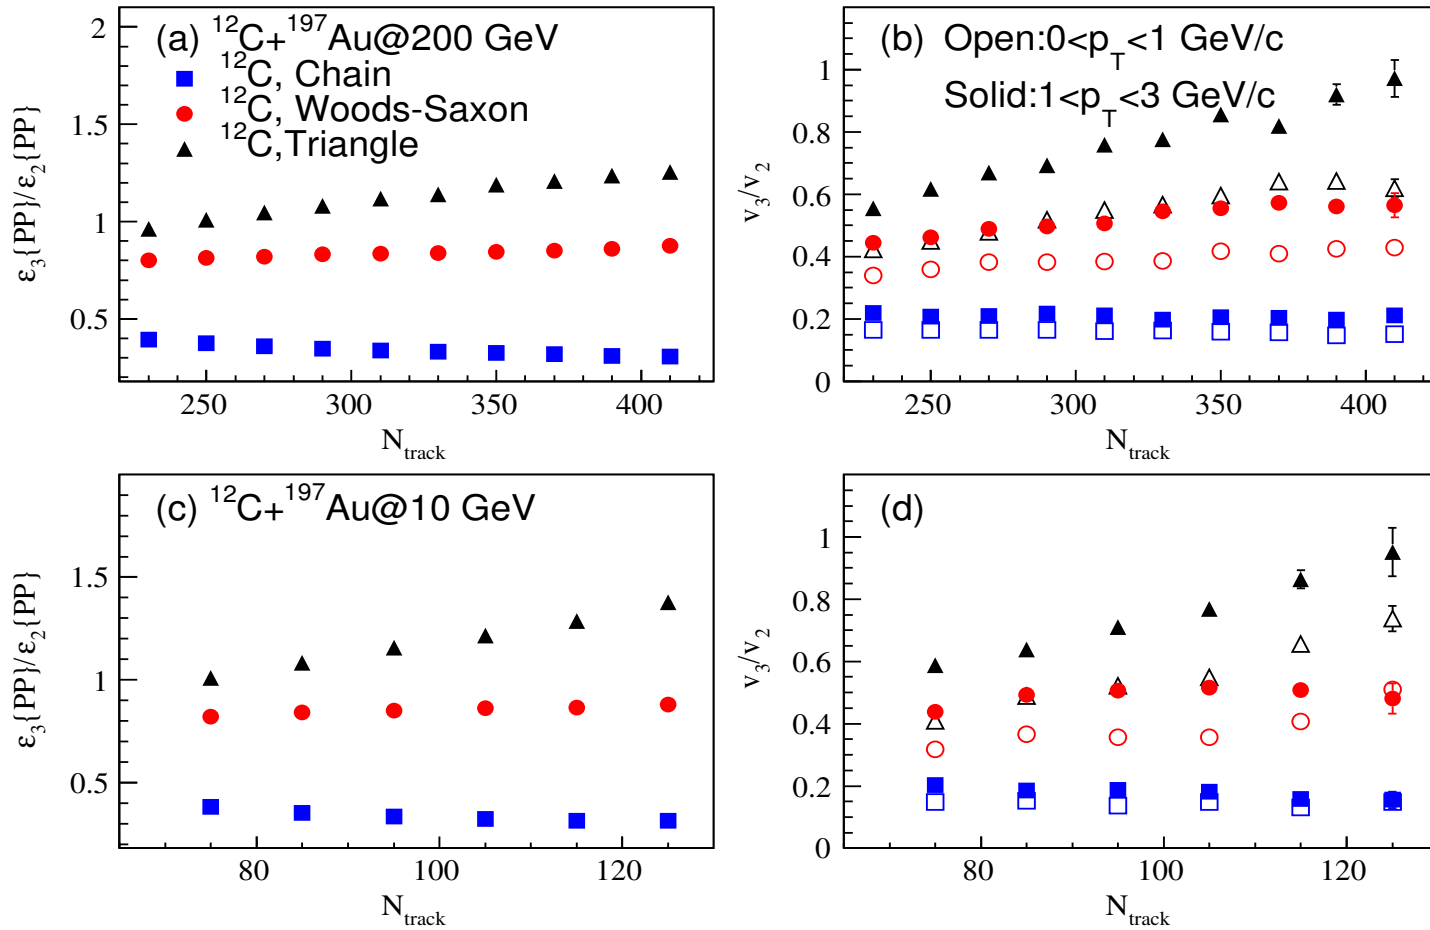 (a) ¹²C+¹⁹⁷Au@200 GeV
¹²C, Chain
¹²C, Woods-Saxon
¹²C,Triangle
2
1.5
1
0.5
ε₃{PP}/ε₂{PP}
250 300 350 400
N_track
(b) Open:0<p_T<1 GeV/c
Solid:1<p_T<3 GeV/c
1
0.8
0.6
0.4
0.2
0
v₃/v₂
250 300 350 400
N_track
(c) ¹²C+¹⁹⁷Au@10 GeV
1.5
1
0.5
ε₃{PP}/ε₂{PP}
80 100 120
N_track
(d)
1
0.8
0.6
0.4
0.2
0
v₃/v₂
80 100 120
N_track